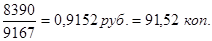 8390/9167 = 0,9152 руб. = 91,52 коп.